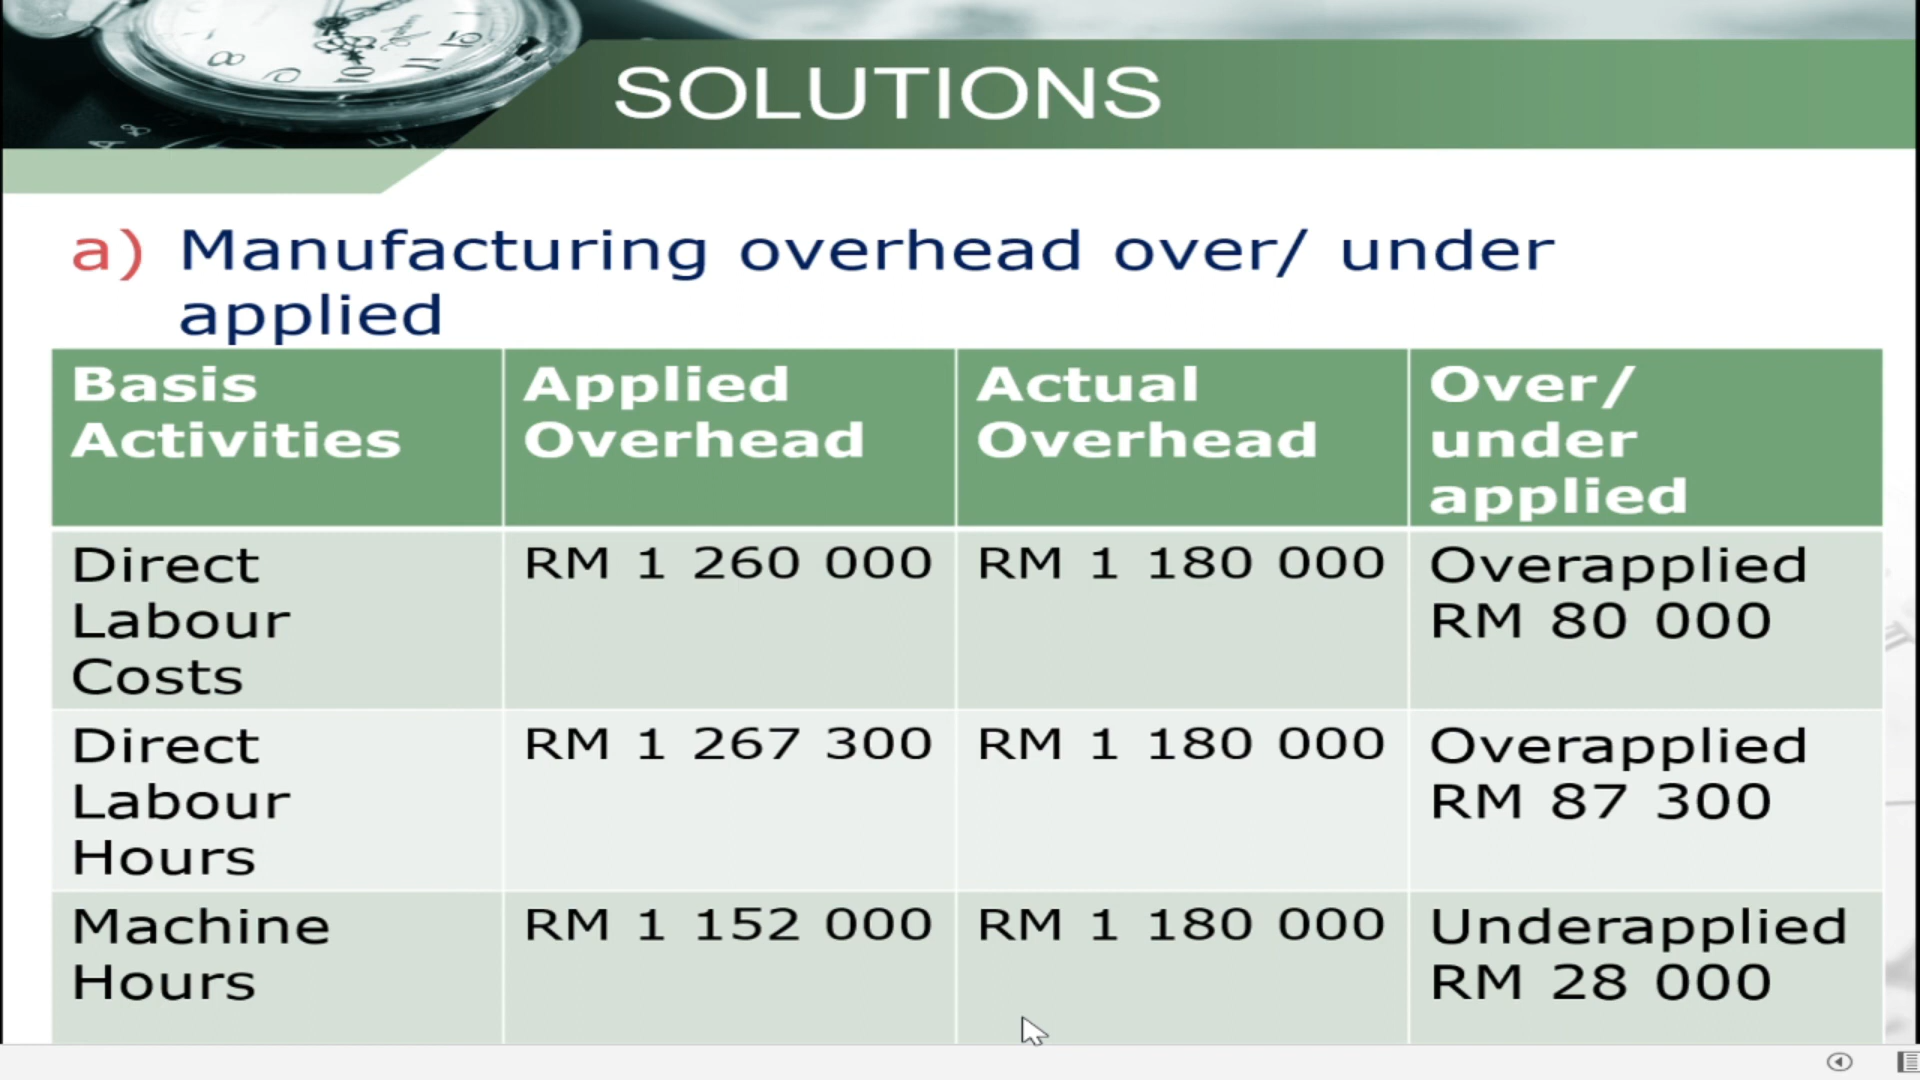 SOLUTIONS
a) Manufacturing overhead over/ under
applied
Basis
Activities
Applied
Overhead
Actual
Overhead
Over/
under
applied
Direct
Labour
Costs
RM 1 260 000
RM 1 180 000
Overapplied
RM 80 000
Direct
Labour
Hours
RM 1 267 300
RM 1 180 000
Overapplied
RM 87 300
Machine
Hours
RM 1 152 000
RM 1 180 000
Underapplied
RM 28 000